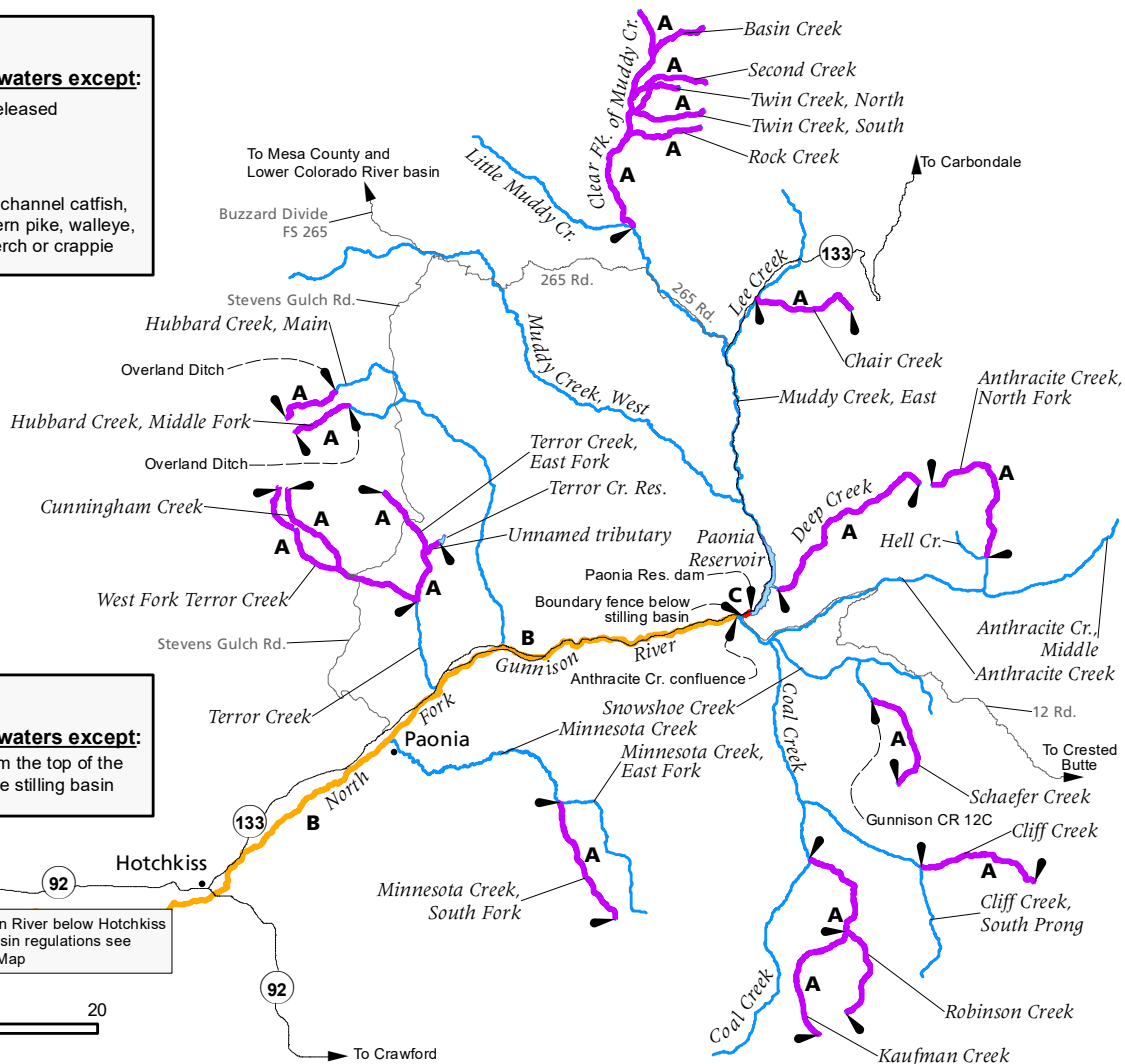 waters except:
eleased
channel catfish,
ern pike, walleye,
erch or crappie
To Mesa County and
Lower Colorado River basin
Buzzard Divide
FS 265
Stevens Gulch Rd.
Hubbard Creek, Main
Overland Ditch
A
Hubbard Creek, Middle Fork
A
Overland Ditch
Cunningham Creek
A
A
A
West Fork Terror Creek
A
Stevens Gulch Rd.
Terror Creek
Terror Creek,
East Fork
Terror Cr. Res.
Unnamed tributary
A
Basin Creek
A
Second Creek
Twin Creek, North
A
Twin Creek, South
A
Rock Creek
Clear Fk. of Muddy Cr.
A
Little Muddy Cr.
265 Rd.
265 Rd.
Muddy Creek, West
To Carbondale
133
Lee Creek
A
Chair Creek
Muddy Creek, East
Anthracite Creek,
North Fork
A
Deep Creek
A
Hell Cr.
Paonia
Reservoir
Paonia Res. dam
C
Boundary fence below
stilling basin
B
Gunnison River
Anthracite Cr. confluence
Anthracite Cr.,
Middle
Anthracite Creek
Snowshoe Creek
12 Rd.
To Crested
Butte
Coal Creek
A
Schaefer Creek
Gunnison CR 12C
Cliff Creek
A
Cliff Creek,
South Prong
A
A
Robinson Creek
Kaufman Creek
Coal Creek
North Fork
Paonia
Minnesota Creek
Minnesota Creek,
East Fork
A
Minnesota Creek,
South Fork
B
133
Hotchkiss
92
92
To Crawford
waters except:
m the top of the
e stilling basin
n River below Hotchkiss
sin regulations see
Map
20